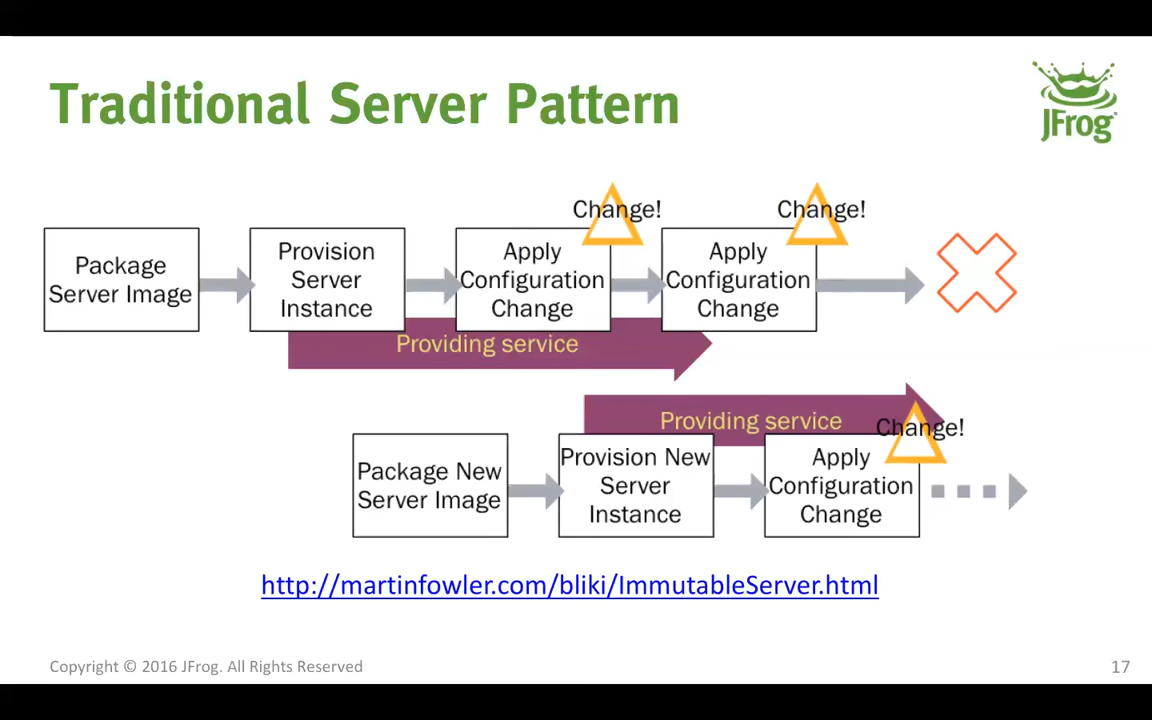 Traditional Server Pattern
JFrog
Change!
Change!
Package
Server Image
Provision
Server
Instance
Apply
Configuration
Change
Apply
Configuration
Change
Providing service
Providing service
Change!
Package New
Server Image
Provision New
Server
Instance
Apply
Configuration
Change
http://martinfowler.com/bliki/ImmutableServer.html
Copyright © 2016 JFrog. All Rights Reserved
17